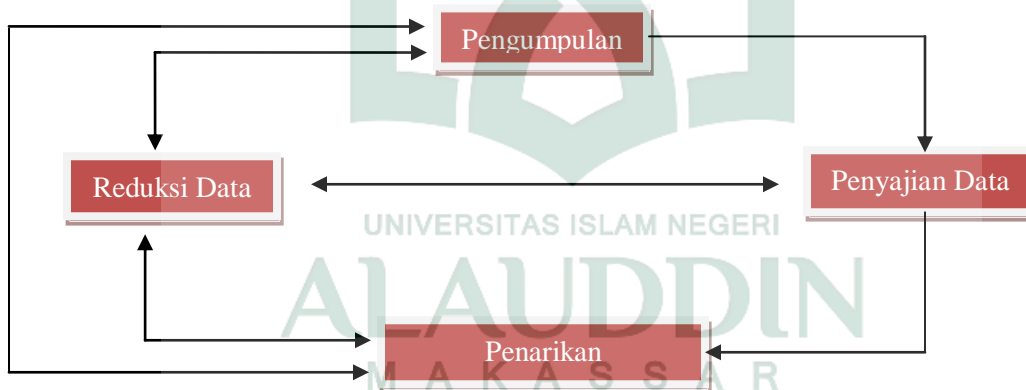 Pengumpulan
Reduksi Data
Penyajian Data
UNIVERSITAS ISLAM NEGERI
ALAUDDIN
Penarikan
MAKASSAR